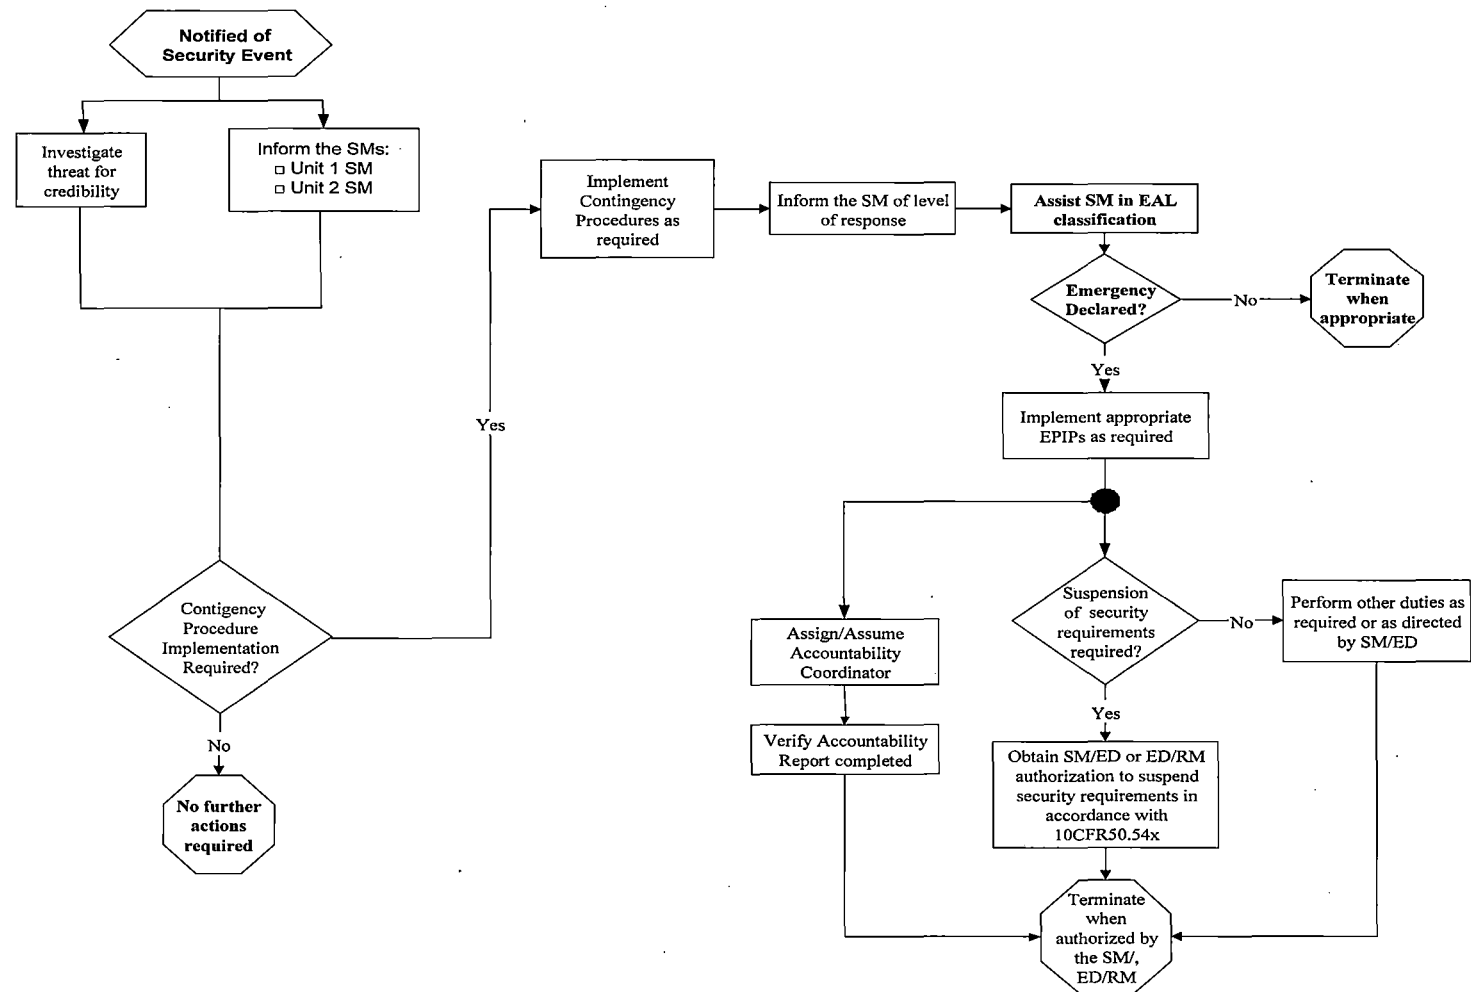 Notified of
Security Event
Investigate
threat for
credibility
Inform the SMs:
□ Unit 1 SM
□ Unit 2 SM
Contigency
Procedure
Implementation
Required?
No
No further
actions
required
Yes
Implement
Contingency
Procedures as
required
Inform the SM of level
of response
Assist SM in EAL
classification
Emergency
Declared?
No
Terminate
when
appropriate
Yes
Implement appropriate
EPIPs as required
Assign/Assume
Accountability
Coordinator
Verify Accountability
Report completed
Suspension
of security
requirements
required?
No
Perform other duties as
required or as directed
by SM/ED
Yes
Obtain SM/ED or ED/RM
authorization to suspend
security requirements in
accordance with
10CFR50.54x
Terminate
when
authorized by
the SM/,
ED/RM